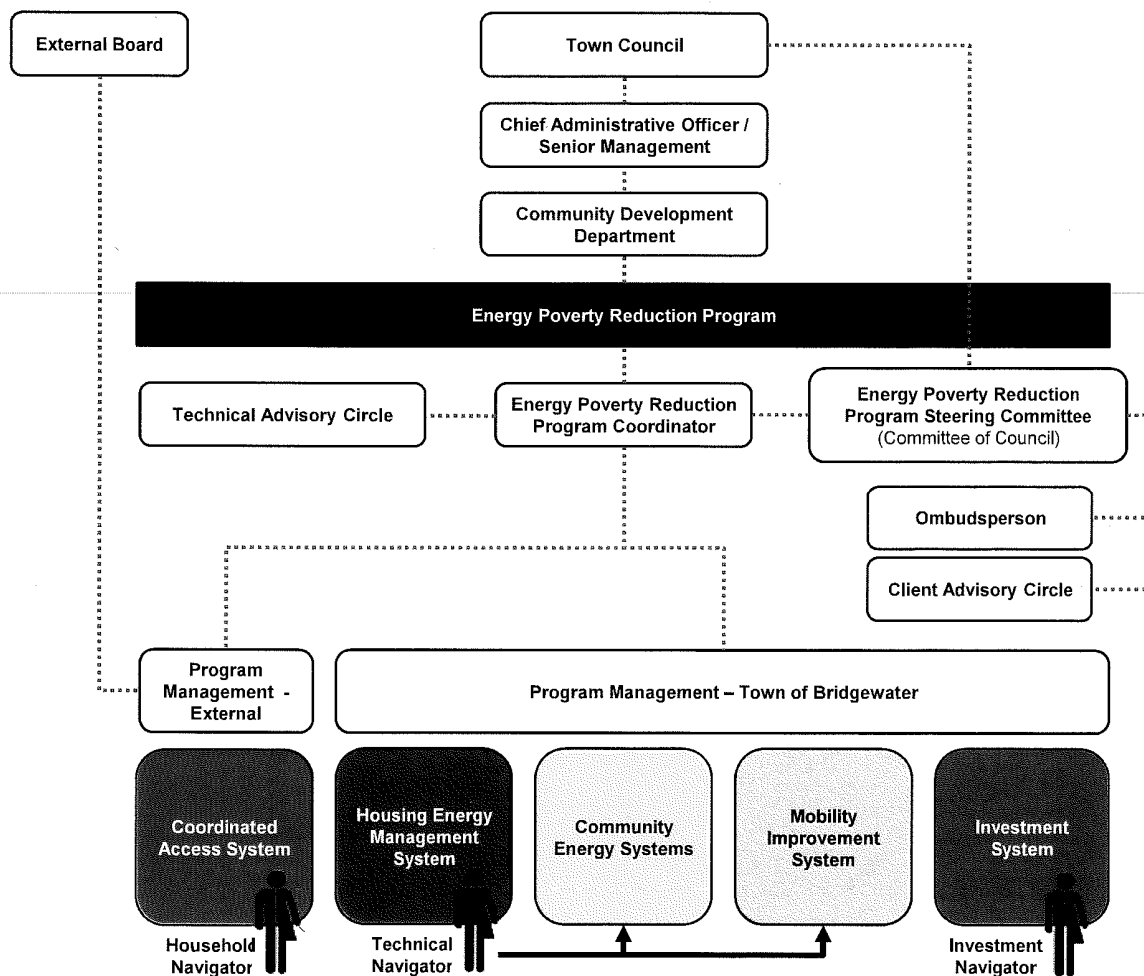 External Board
Town Council
Chief Administrative Officer /
Senior Management
Community Development
Department
Energy Poverty Reduction Program
Technical Advisory Circle
Energy Poverty Reduction
Program Coordinator
Energy Poverty Reduction
Program Steering Committee
(Committee of Council)
Ombudsperson
Client Advisory Circle
Program
Management -
External
Program Management – Town of Bridgewater
Coordinated
Access System
Housing Energy
Management
System
Community
Energy Systems
Mobility
Improvement
System
Investment
System
Household
Navigator
Technical
Navigator
Investment
Navigator